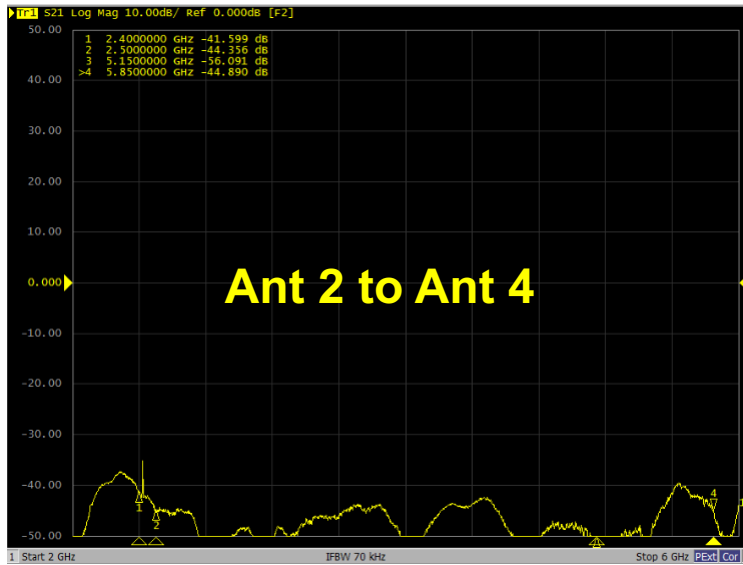 Tr1 S21 Log Mag 10.00dB/ Ref 0.000dB [F2]
50.00
1 2.4000000 GHz -41.599 dB
2 2.5000000 GHz -44.356 dB
3 5.1500000 GHz -56.091 dB
>4 5.8500000 GHz -44.890 dB
40.00
30.00
20.00
10.00
0.000
Ant 2 to Ant 4
-10.00
-20.00
-30.00
-40.00
4
1
1
2
-50.00
1 Start 2 GHz IFBW 70 kHz Stop 6 GHz PExt Cor